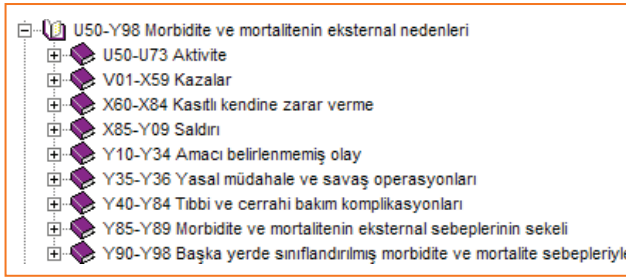 U50-Y98 Morbidite ve mortalitenin eksternal nedenleri
U50-U73 Aktivite
V01-X59 Kazalar
X60-X84 Kasıtlı kendine zarar verme
X85-Y09 Saldırı
Y10-Y34 Amacı belirlenmemiş olay
Y35-Y36 Yasal müdahale ve savaş operasyonları
Y40-Y84 Tıbbi ve cerrahi bakım komplikasyonları
Y85-Y89 Morbidite ve mortalitenin eksternal sebeplerinin sekeli
Y90-Y98 Başka yerde sınıflandırılmış morbidite ve mortalite